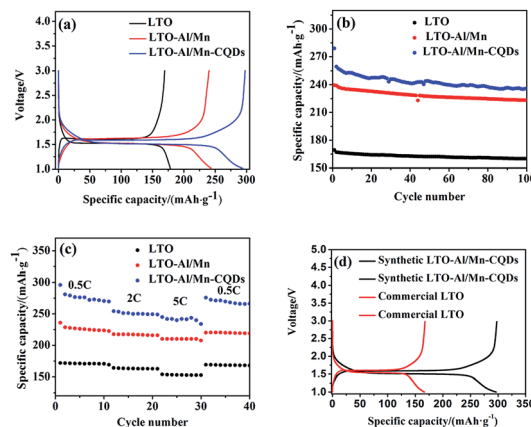 (a)
LTO
LTO-Al/Mn
LTO-Al/Mn-CQDs
Voltage/V
4.0
3.5
3.0
2.5
2.0
1.5
1.0
0 50 100 150 200 250 300
Specific capacity/(mAh·g⁻¹)
(b)
LTO
LTO-Al/Mn
LTO-Al/Mn-CQDs
Specific capacity/(mAh·g⁻¹)
300
270
240
210
180
150
0 20 40 60 80 100
Cycle number
(c)
LTO
LTO-Al/Mn
LTO-Al/Mn-CQDs
0.5C
2C
5C
0.5C
Specific capacity/(mAh·g⁻¹)
350
300
250
200
150
0 10 20 30 40
Cycle number
(d)
Synthetic LTO-Al/Mn-CQDs
Synthetic LTO-Al/Mn-CQDs
Commercial LTO
Commercial LTO
Voltage/V
5.0
4.5
4.0
3.5
3.0
2.5
2.0
1.5
1.0
0 50 100 150 200 250 300 350
Specific capacity/(mAh·g⁻¹)